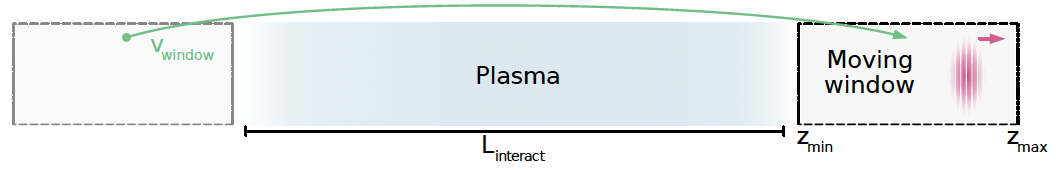 v_window
Plasma
Moving
window
L_interact
z_min
z_max